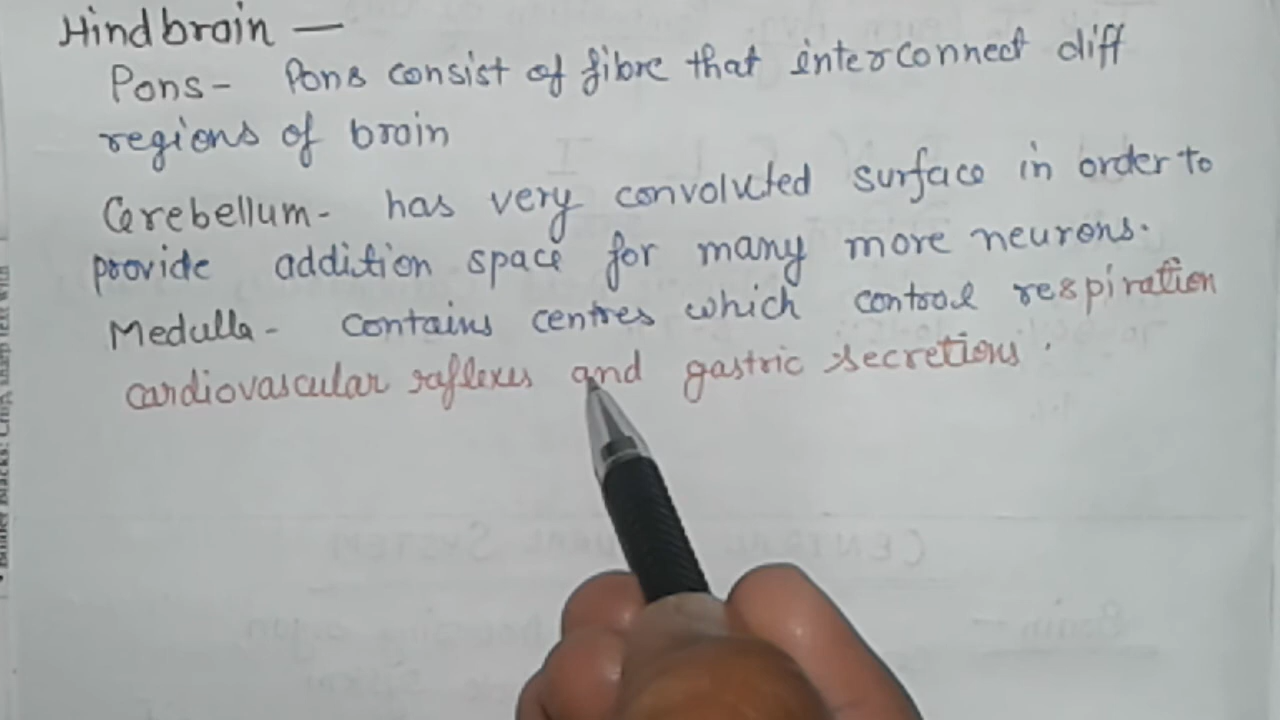 Hindbrain —
Pons - Pons consist of fibre that interconnect diff
regions of brain
Cerebellum - has very convoluted surface in order to
provide addition space for many more neurons.
Medulla - contains centres which control respiration
cardiovascular reflexes and gastric secretions.